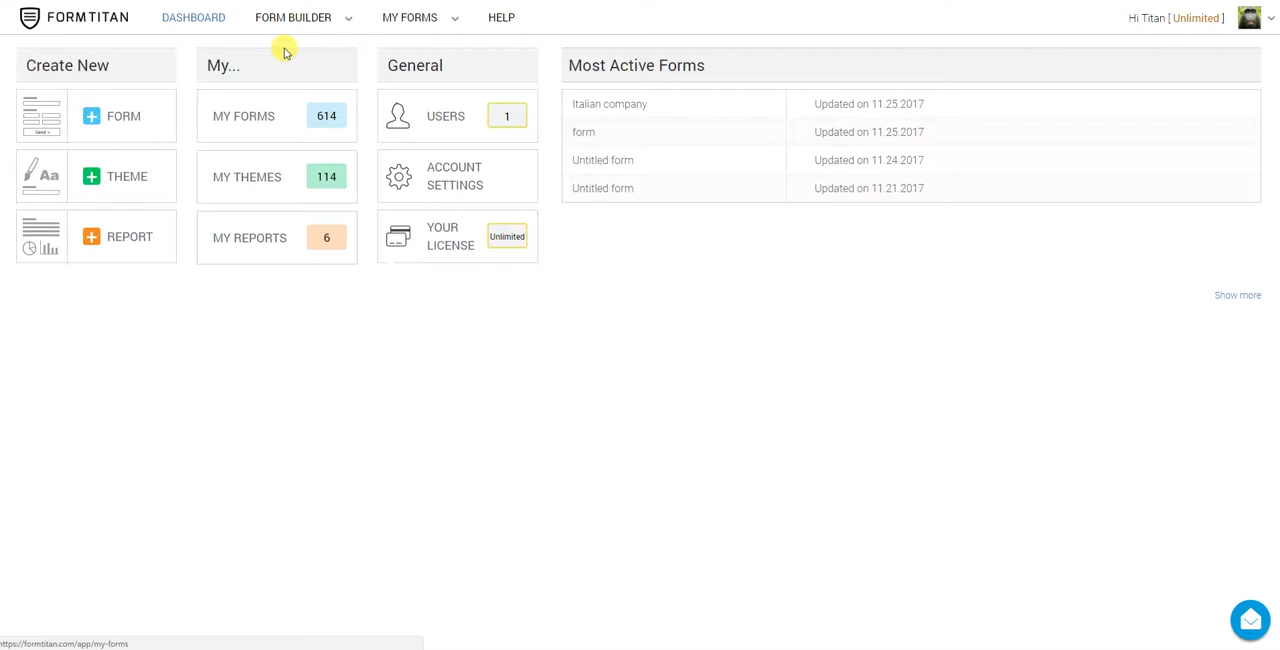 FORMTITAN DASHBOARD FORM BUILDER MY FORMS HELP Hi Titan [ Unlimited ]
Create New
Send >
FORM
Aa
THEME
REPORT
My...
MY FORMS 614
MY THEMES 114
MY REPORTS 6
General
USERS 1
ACCOUNT
SETTINGS
YOUR
LICENSE
Unlimited
Most Active Forms
Italian company Updated on 11.25.2017
form Updated on 11.25.2017
Untitled form Updated on 11.24.2017
Untitled form Updated on 11.21.2017
Show more
https://formtitan.com/app/my-forms